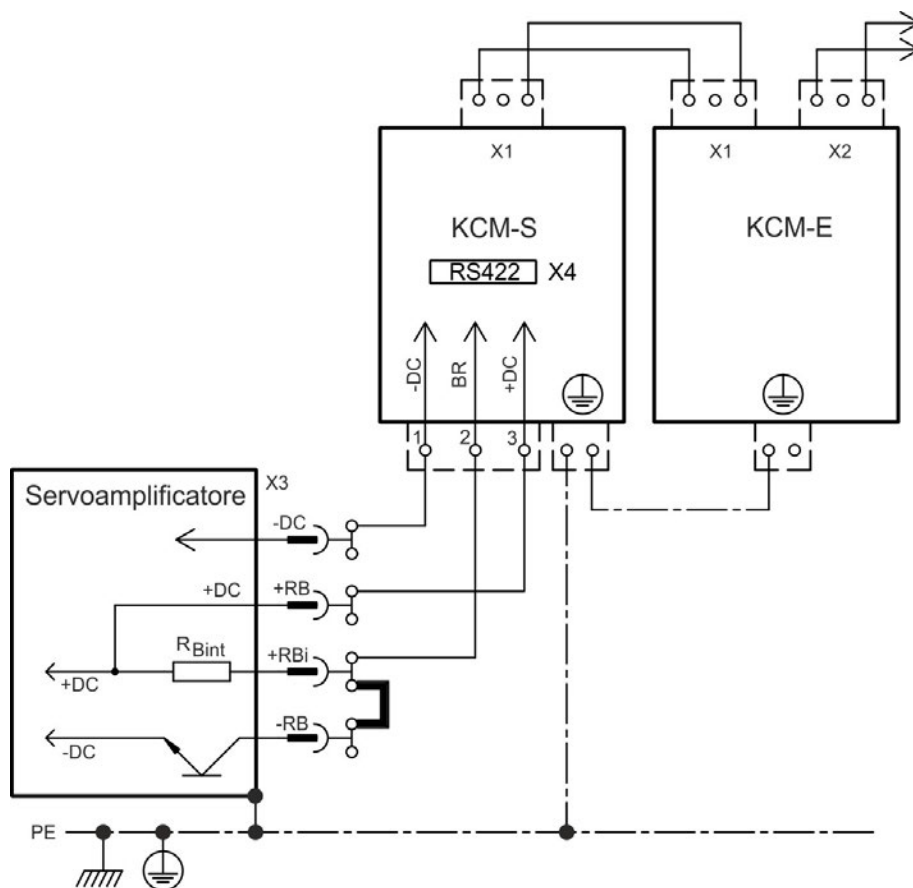 X1
X1
X2
KCM-S
KCM-E
RS422
X4
-DC
BR
+DC
1
2
3
Servoamplificatore
X3
-DC
+DC
+RB
RBint
+RBi
+DC
-RB
-DC
PE